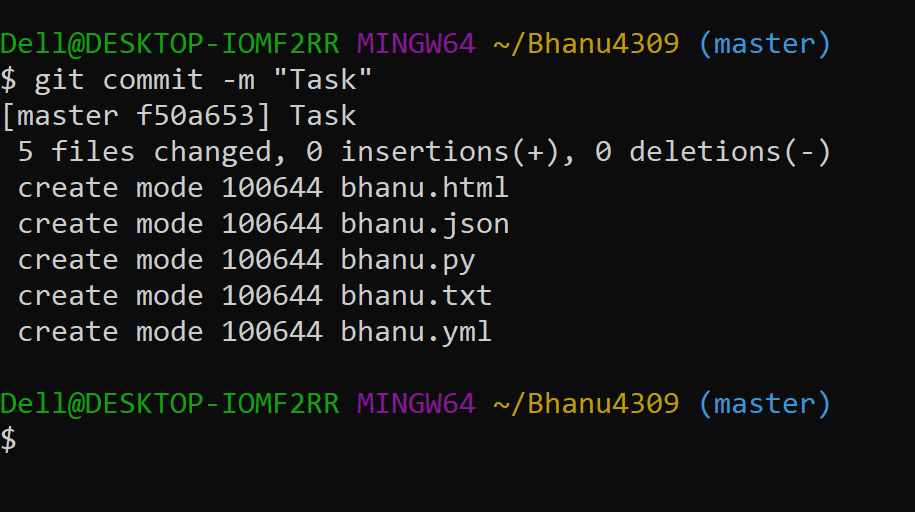 Dell@DESKTOP-IOMF2RR MINGW64 ~/Bhanu4309 (master)
$ git commit -m "Task"
[master f50a653] Task
 5 files changed, 0 insertions(+), 0 deletions(-)
 create mode 100644 bhanu.html
 create mode 100644 bhanu.json
 create mode 100644 bhanu.py
 create mode 100644 bhanu.txt
 create mode 100644 bhanu.yml
Dell@DESKTOP-IOMF2RR MINGW64 ~/Bhanu4309 (master)
$